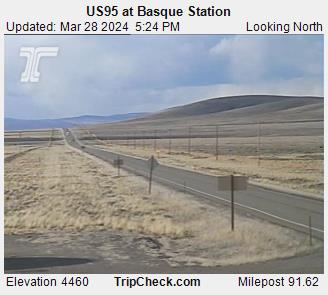 US95 at Basque Station
Updated: Mar 28 2024 5:24 PM Looking North
Elevation 4460 TripCheck.com Milepost 91.62